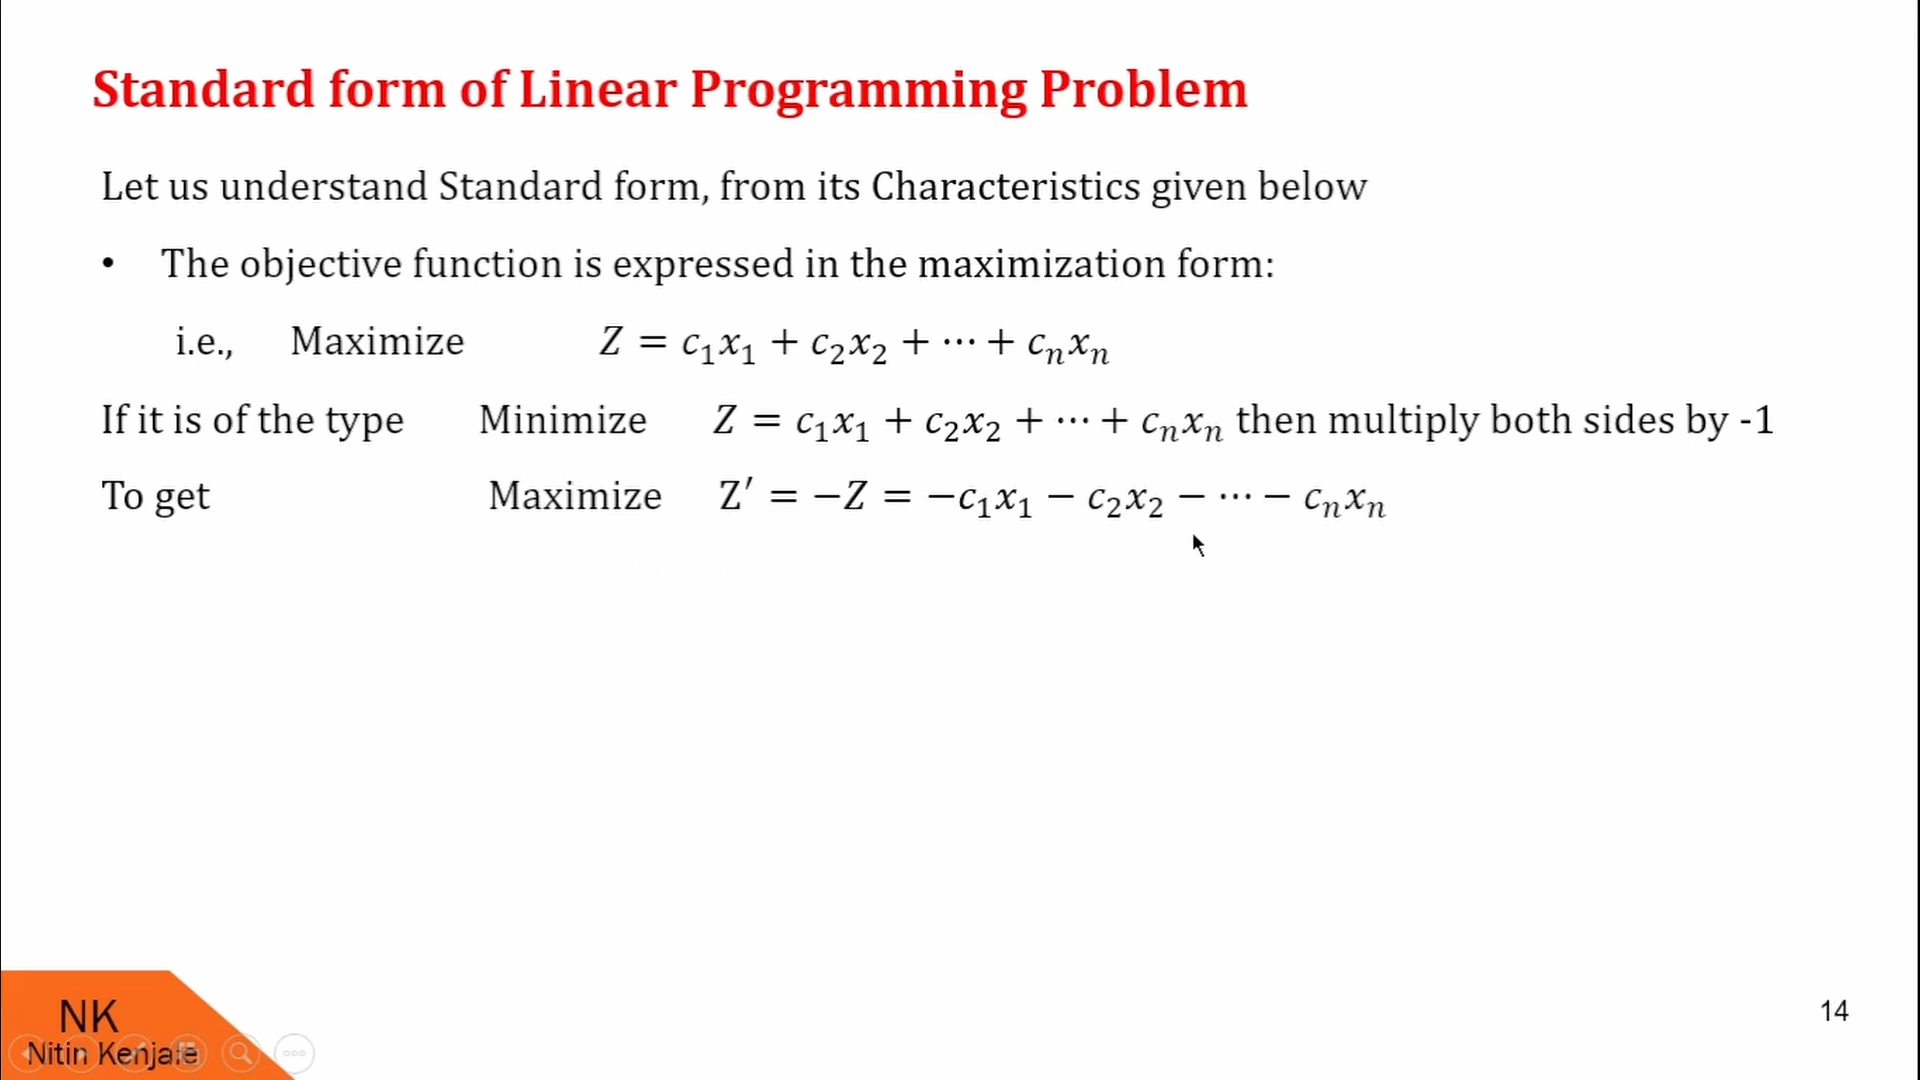 Standard form of Linear Programming Problem
Let us understand Standard form, from its Characteristics given below
• The objective function is expressed in the maximization form:
i.e., Maximize Z = c₁x₁ + c₂x₂ + ⋯ + cₙxₙ
If it is of the type Minimize Z = c₁x₁ + c₂x₂ + ⋯ + cₙxₙ then multiply both sides by -1
To get Maximize Z′ = −Z = −c₁x₁ − c₂x₂ − ⋯ − cₙxₙ
NK
Nitin Kenjale
14